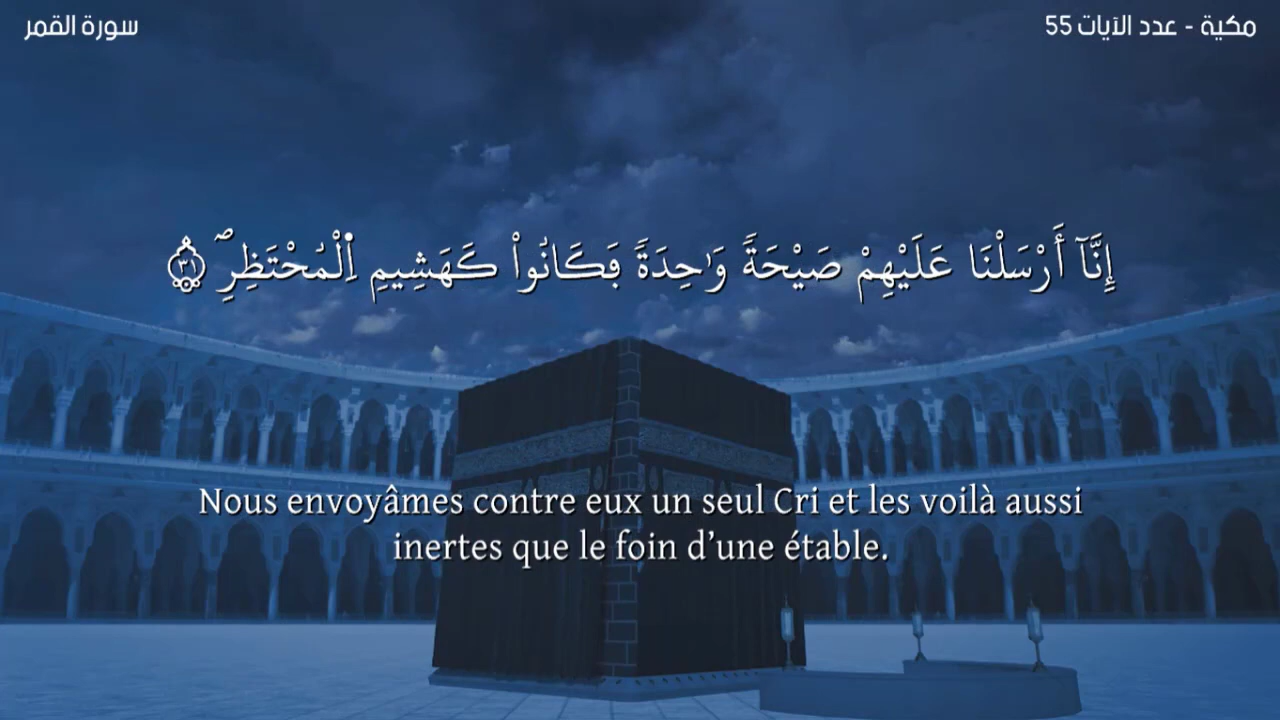 سورة القمر
مكية - عدد الآيات 55
إِنَّآ أَرْسَلْنَا عَلَيْهِمْ صَيْحَةً وَٰحِدَةً فَكَانُواْ كَهَشِيمِ اِ۬لْمُحْتَظِرِۖ ٣١
Nous envoyâmes contre eux un seul Cri et les voilà aussi
inertes que le foin d’une étable.